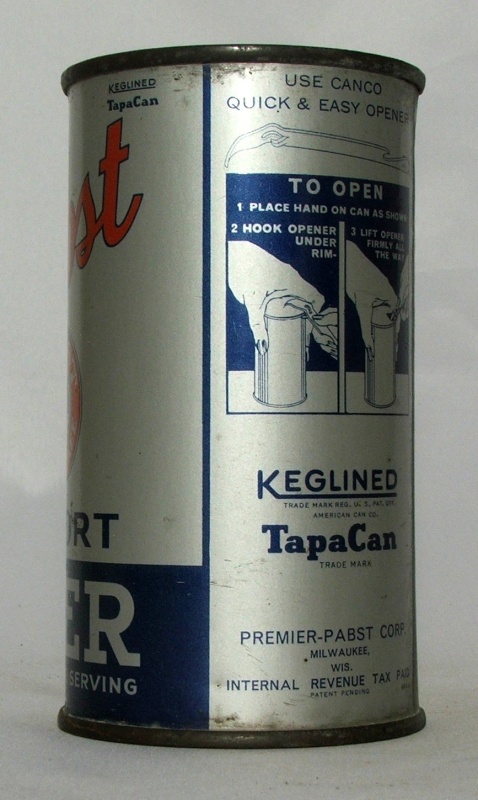 KEGLINED
TapaCan
st
ORT
ER
SERVING
USE CANCO
QUICK & EASY OPENER
TO OPEN
1 PLACE HAND ON CAN AS SHOWN
2 HOOK OPENER
UNDER
RIM-
3 LIFT OPENER
FIRMLY ALL
THE WAY
KEGLINED
TRADE MARK REG. U. S. PAT. OFF.
AMERICAN CAN CO.
TapaCan
TRADE MARK
PREMIER-PABST CORP.
MILWAUKEE,
WIS.
INTERNAL REVENUE TAX PAID
PATENT PENDING